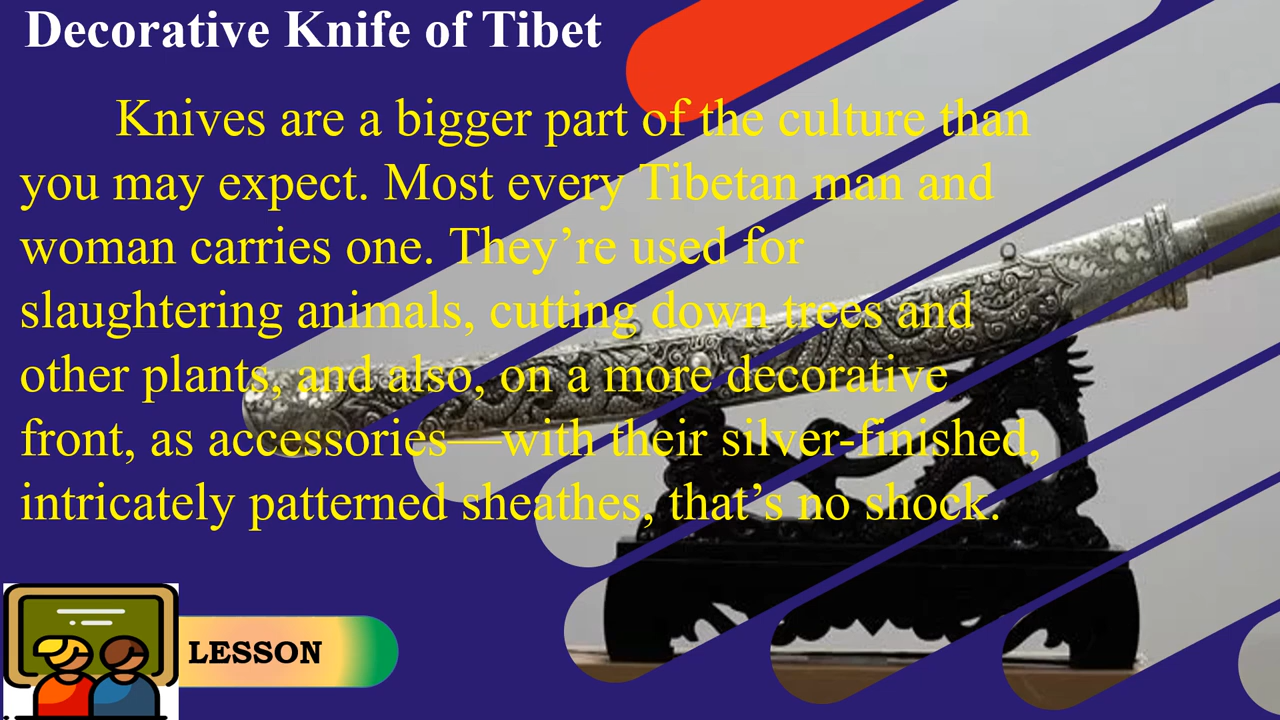 Decorative Knife of Tibet
Knives are a bigger part of the culture than
you may expect. Most every Tibetan man and
woman carries one. They’re used for
slaughtering animals, cutting down trees and
other plants, and also, on a more decorative
front, as accessories—with their silver-finished,
intricately patterned sheathes, that’s no shock.
LESSON